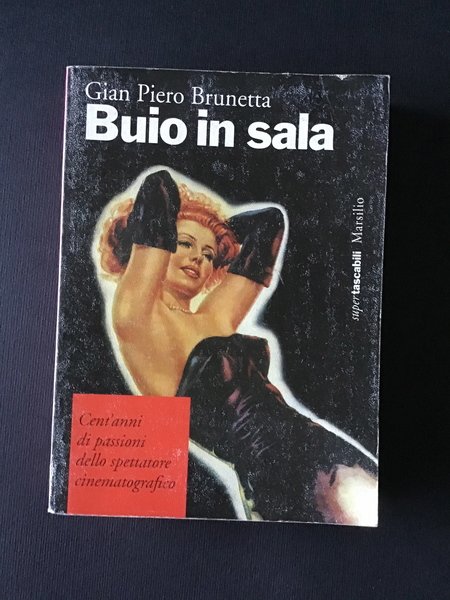 Gian Piero Brunetta
Buio in sala
supertascabili Marsilio
Cent'anni
di passioni
dello spettatore
cinematografico